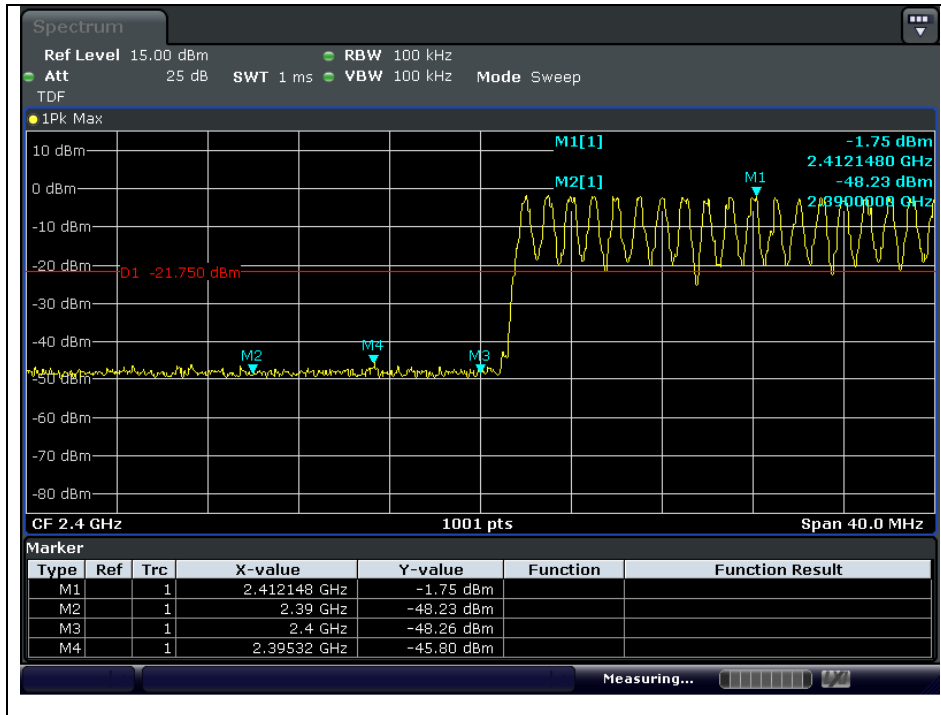 Spectrum
Ref Level 15.00 dBm RBW 100 kHz
Att 25 dB SWT 1 ms VBW 100 kHz Mode Sweep
TDF
1Pk Max
M1[1] -1.75 dBm
2.4121480 GHz
M2[1] -48.23 dBm
2.3900000 GHz
10 dBm
0 dBm
M1
-10 dBm
-20 dBm
D1 -21.750 dBm
-30 dBm
-40 dBm
M2
M4
M3
-50 dBm
-60 dBm
-70 dBm
-80 dBm
CF 2.4 GHz 1001 pts Span 40.0 MHz
Marker
Type Ref Trc X-value Y-value Function Function Result
M1 1 2.412148 GHz -1.75 dBm
M2 1 2.39 GHz -48.23 dBm
M3 1 2.4 GHz -48.26 dBm
M4 1 2.39532 GHz -45.80 dBm
Measuring...